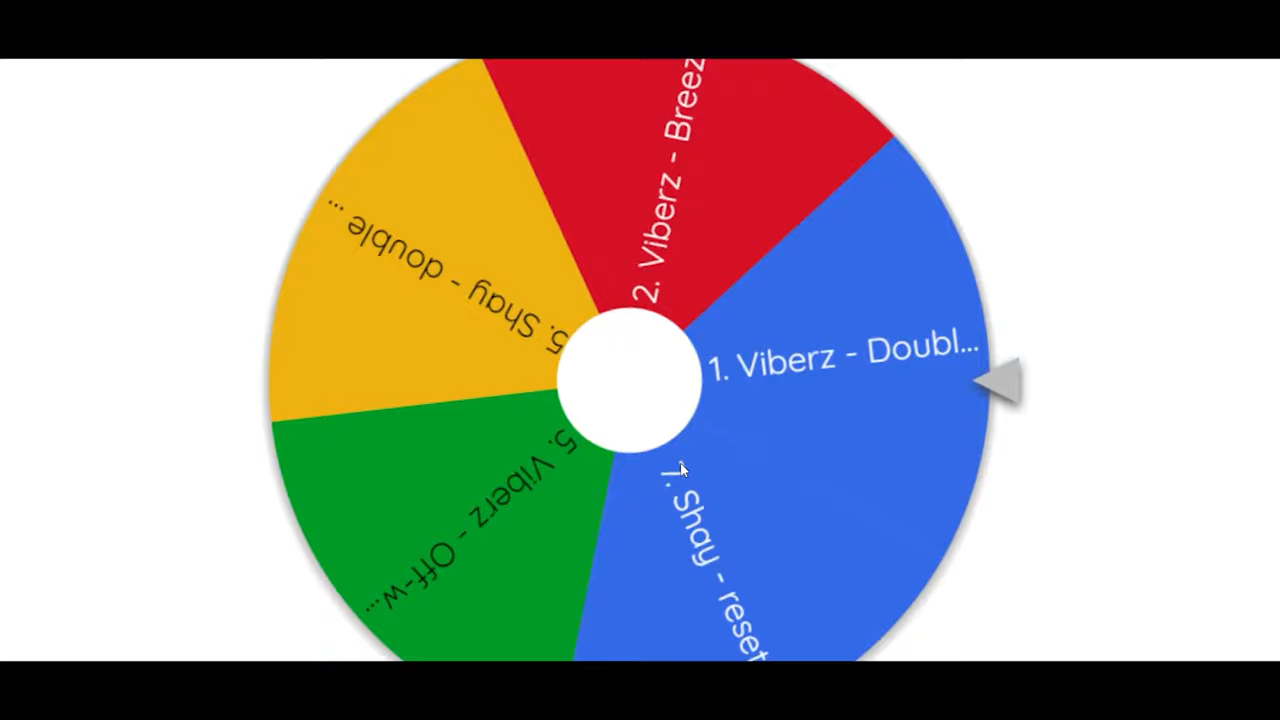 2. Viberz - Breez
1. Viberz - Doubl...
7. Shay - reset
5. Viberz - Off-w...
5. Shay - double ...